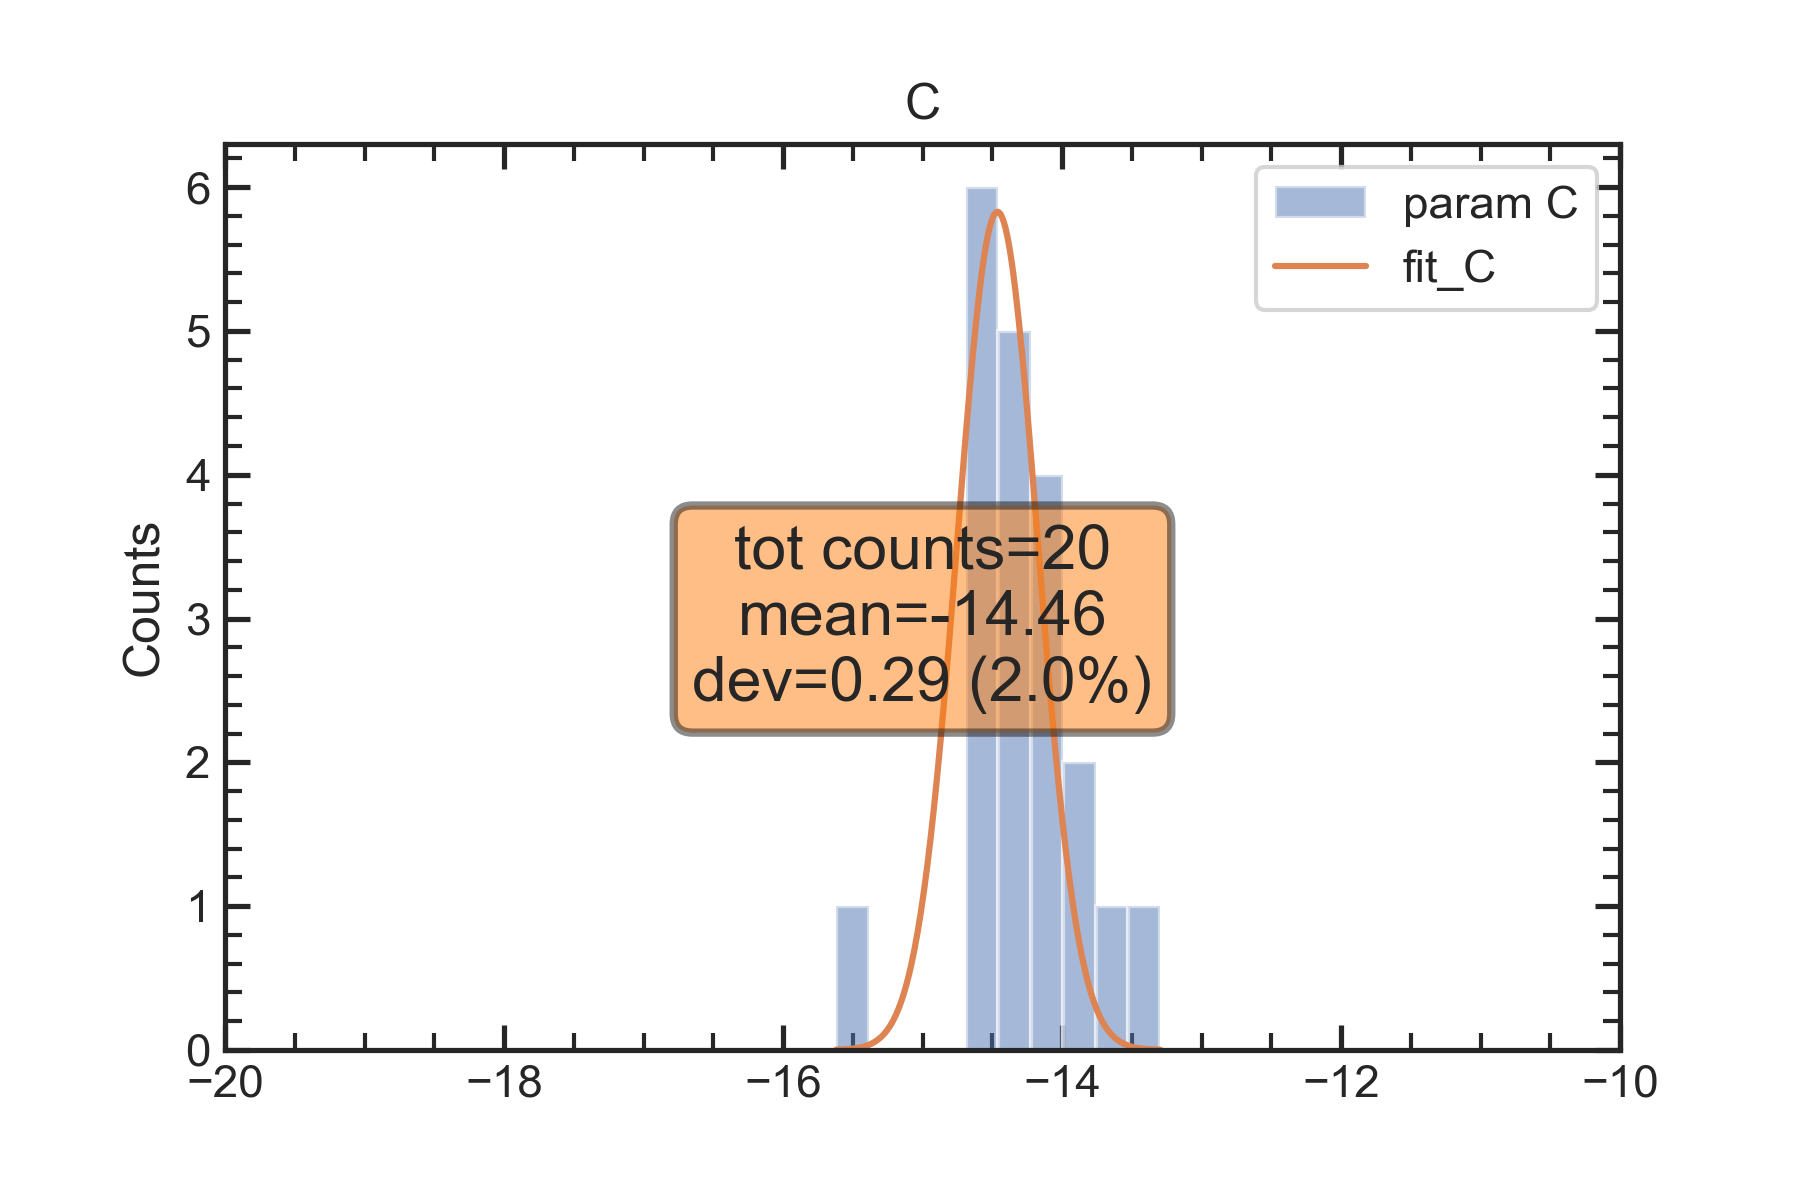 C
param C
fit_C
6
5
4
3
2
1
0
Counts
tot counts=20
mean=-14.46
dev=0.29 (2.0%)
−20 −18 −16 −14 −12 −10